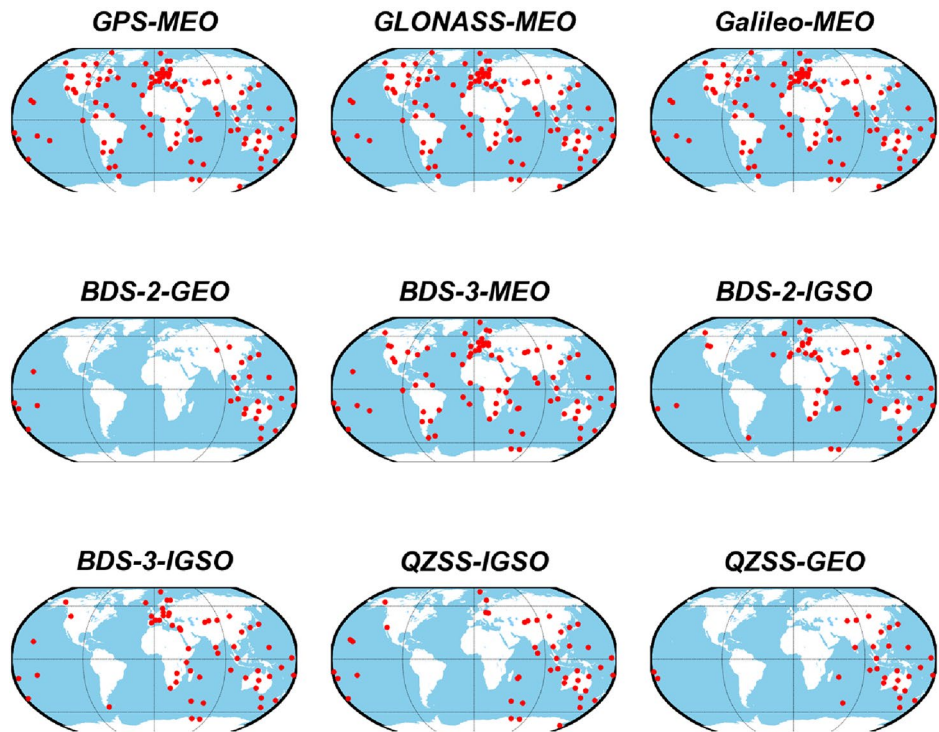 GPS-MEO
GLONASS-MEO
Galileo-MEO
BDS-2-GEO
BDS-3-MEO
BDS-2-IGSO
BDS-3-IGSO
QZSS-IGSO
QZSS-GEO